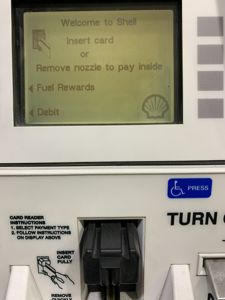 Welcome to Shell
Insert card
or
Remove nozzle to pay inside
Fuel Rewards
Debit
PRESS
CARD READER
INSTRUCTIONS
1. SELECT PAYMENT TYPE
2. FOLLOW INSTRUCTIONS
ON DISPLAY ABOVE
TURN
INSERT
CARD
FULLY
REMOVE
QUICKLY